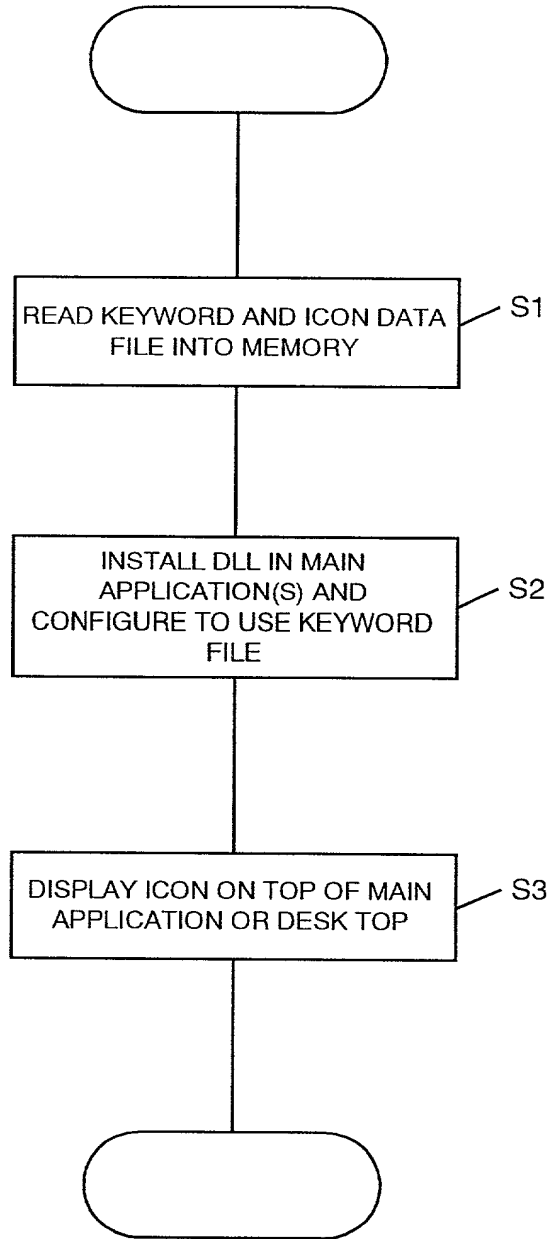 READ KEYWORD AND ICON DATA
FILE INTO MEMORY
S1
INSTALL DLL IN MAIN
APPLICATION(S) AND
CONFIGURE TO USE KEYWORD
FILE
S2
DISPLAY ICON ON TOP OF MAIN
APPLICATION OR DESK TOP
S3